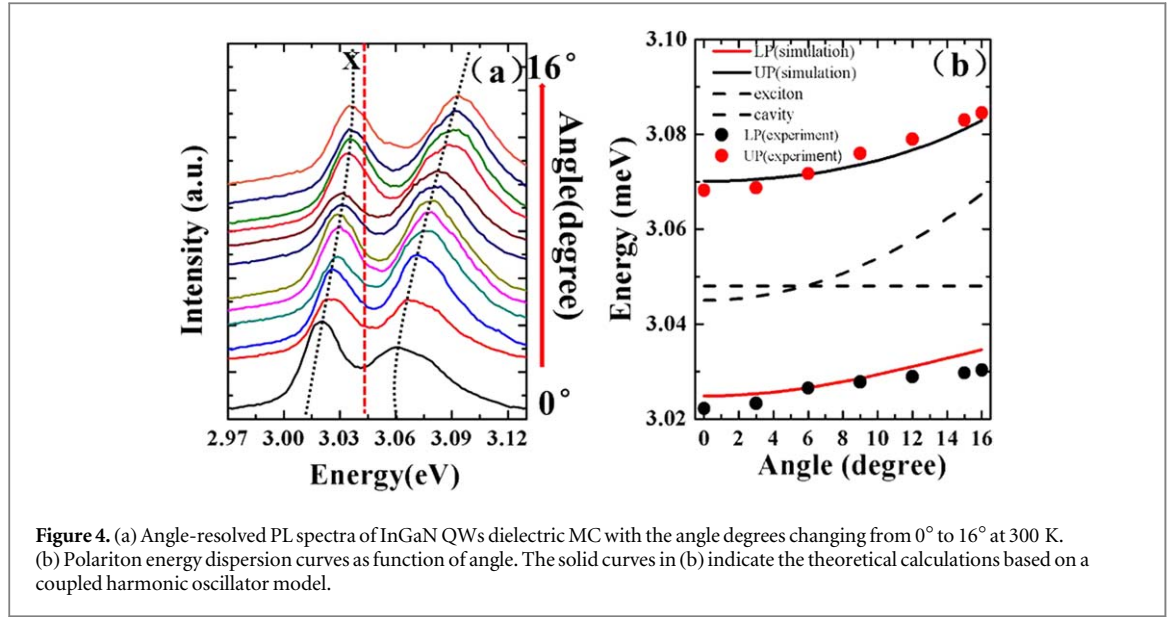 X
(a)
16°
Angle(degree)
0°
Intensity (a.u.)
2.97 3.00 3.03 3.06 3.09 3.12
Energy(eV)
LP(simulation)
UP(simulation)
exciton
cavity
LP(experiment)
UP(experiment)
(b)
3.10
3.08
3.06
3.04
3.02
Energy (meV)
0 2 4 6 8 10 12 14 16
Angle (degree)
Figure 4. (a) Angle-resolved PL spectra of InGaN QWs dielectric MC with the angle degrees changing from 0° to 16° at 300 K.
(b) Polariton energy dispersion curves as function of angle. The solid curves in (b) indicate the theoretical calculations based on a
coupled harmonic oscillator model.